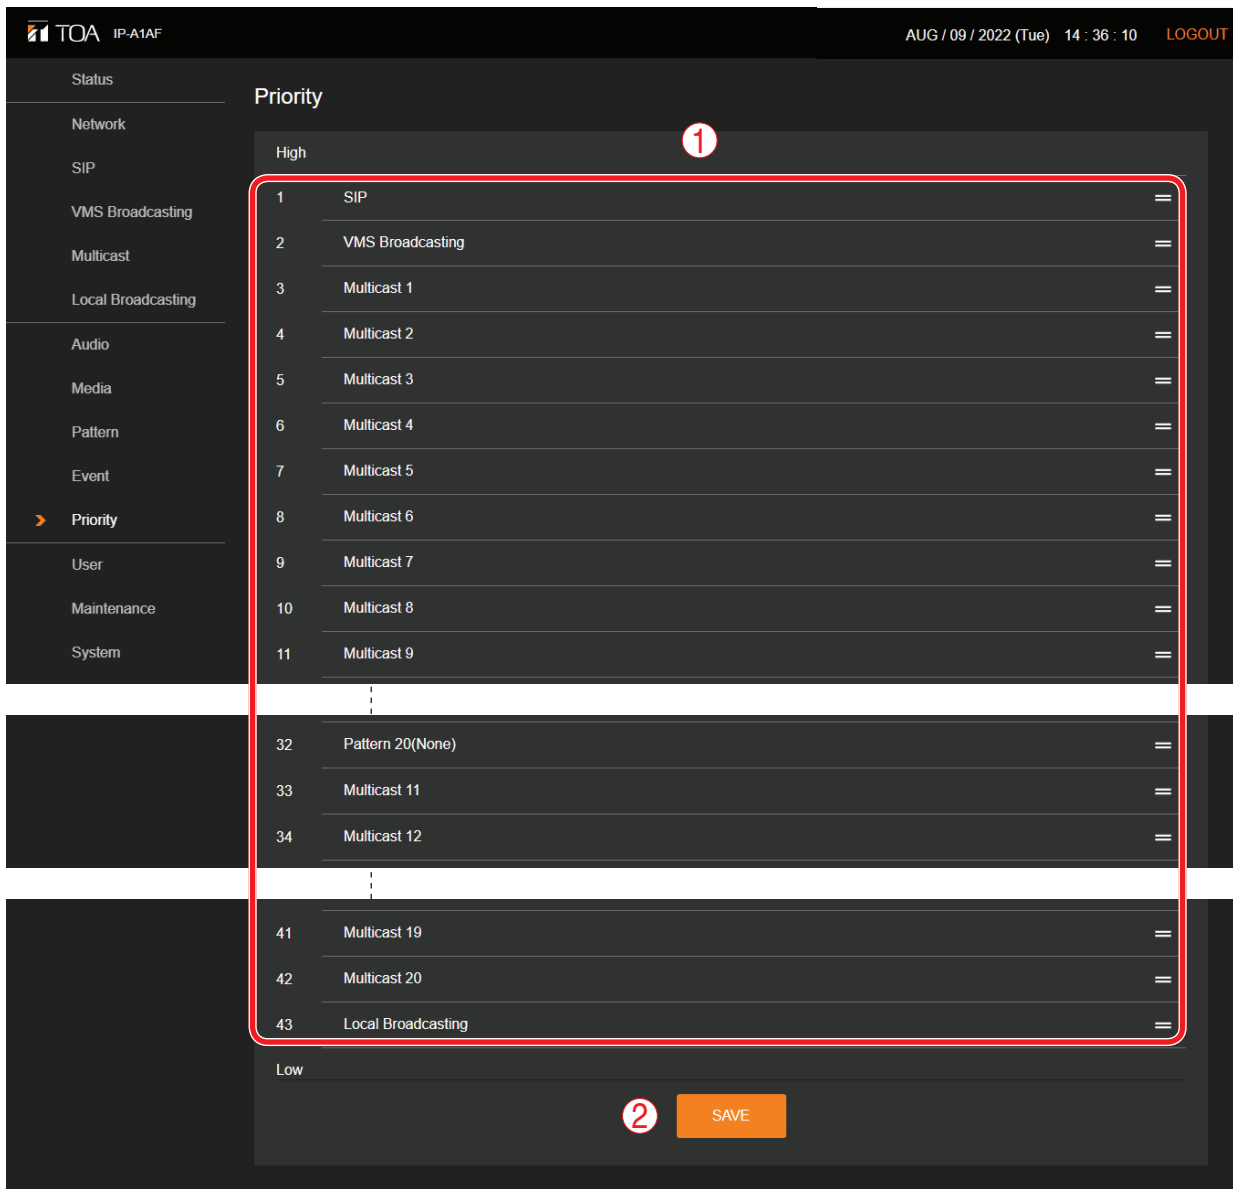 TOA IP-A1AF AUG / 09 / 2022 (Tue) 14 : 36 : 10 LOGOUT
Status
Network
SIP
VMS Broadcasting
Multicast
Local Broadcasting
Audio
Media
Pattern
Event
Priority
User
Maintenance
System
Priority
1
High
1 SIP
2 VMS Broadcasting
3 Multicast 1
4 Multicast 2
5 Multicast 3
6 Multicast 4
7 Multicast 5
8 Multicast 6
9 Multicast 7
10 Multicast 8
11 Multicast 9
32 Pattern 20(None)
33 Multicast 11
34 Multicast 12
41 Multicast 19
42 Multicast 20
43 Local Broadcasting
Low
2 SAVE